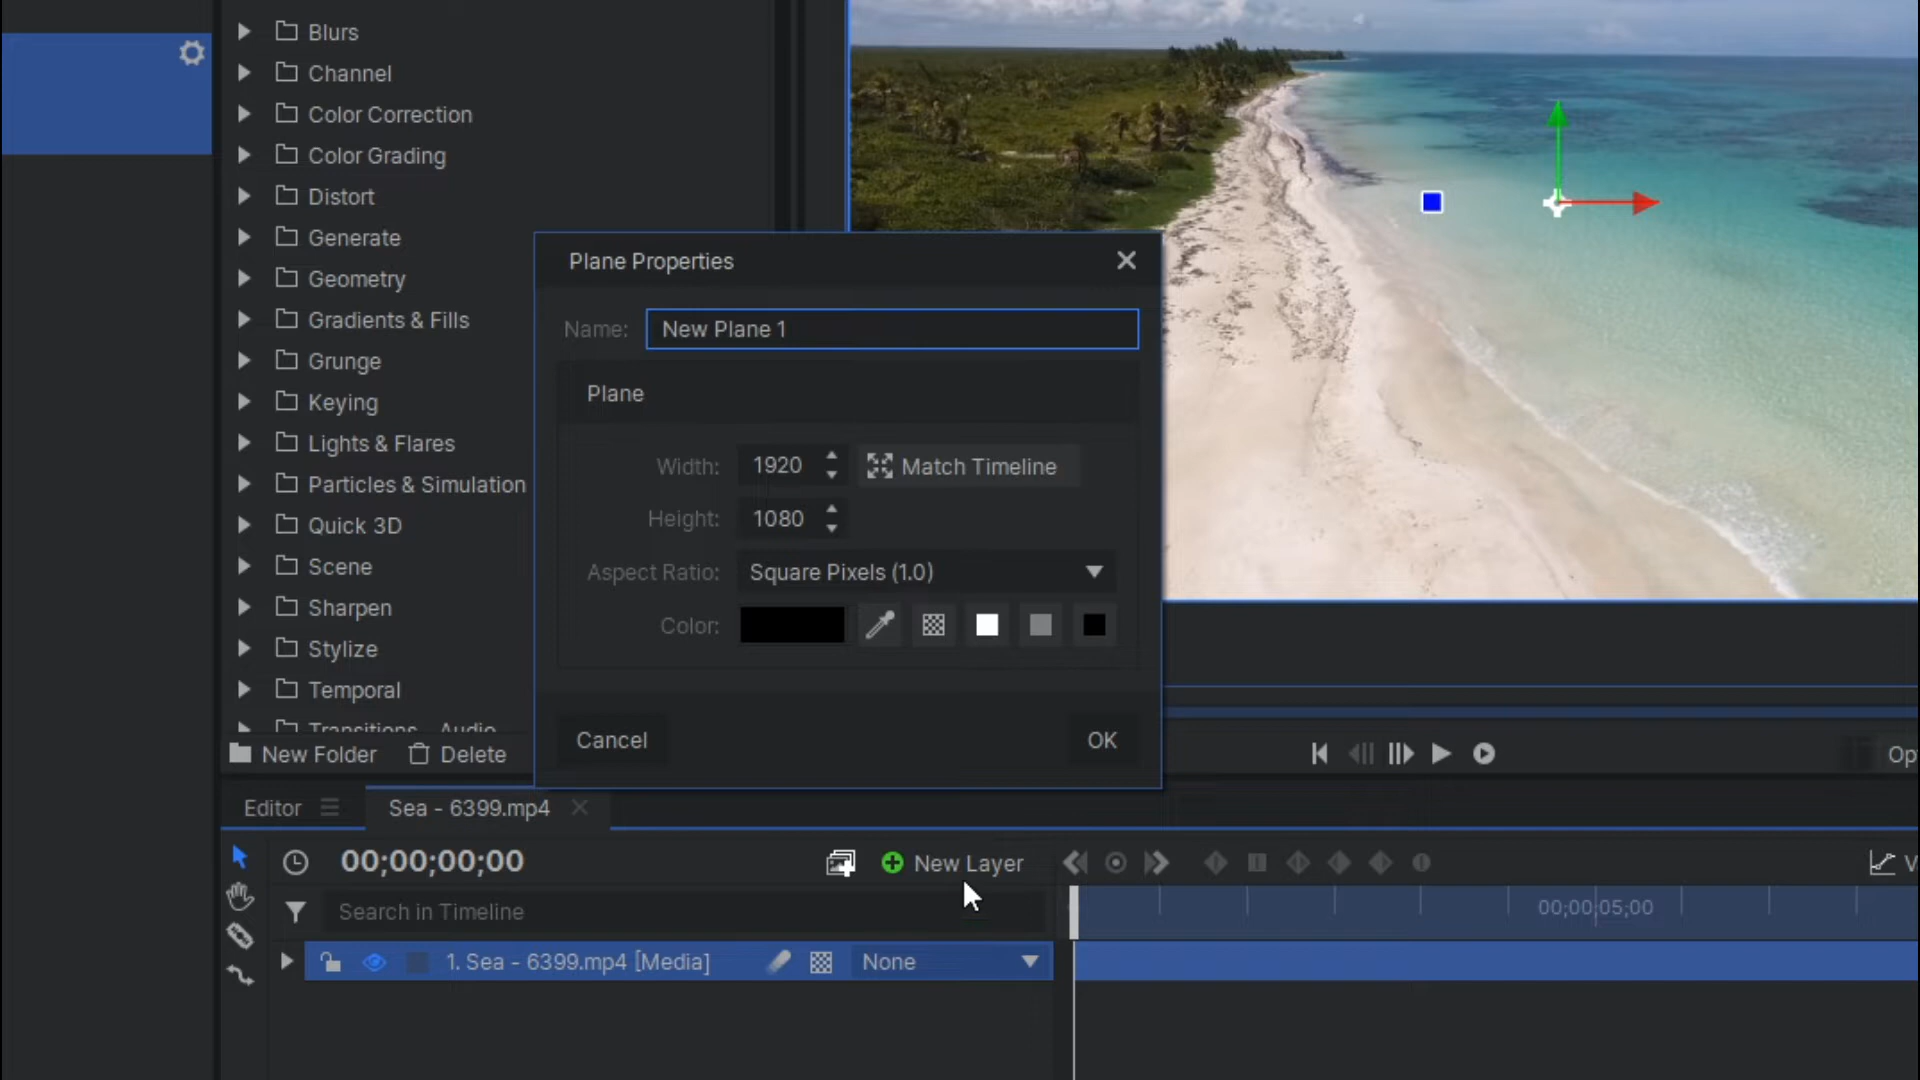 Blurs
Channel
Color Correction
Color Grading
Distort
Generate
Geometry
Gradients & Fills
Grunge
Keying
Lights & Flares
Particles & Simulation
Quick 3D
Scene
Sharpen
Stylize
Temporal
Transitions - Audio
New Folder Delete
Plane Properties
Name: New Plane 1
Plane
Width: 1920 Match Timeline
Height: 1080
Aspect Ratio: Square Pixels (1.0)
Color:
Cancel OK
Op
Editor Sea - 6399.mp4
00;00;00;00 New Layer V
Search in Timeline 00;00;05;00
1. Sea - 6399.mp4 [Media] None